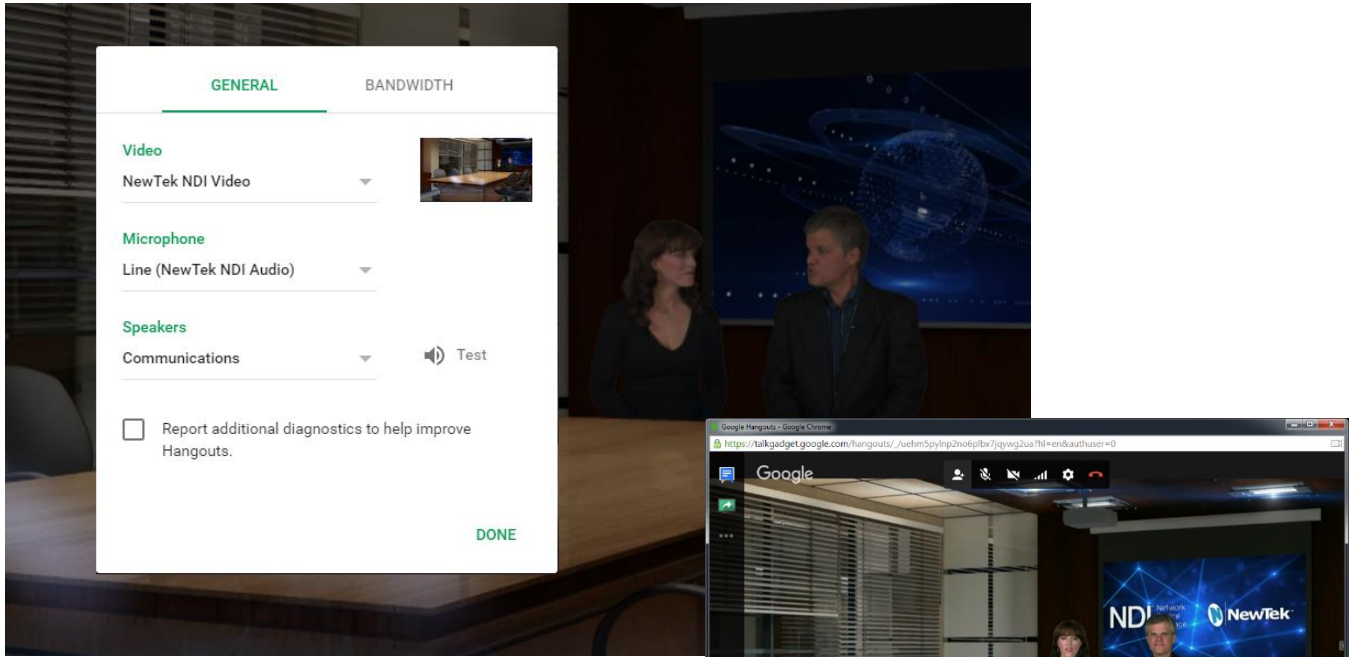 GENERAL
BANDWIDTH
Video
NewTek NDI Video
Microphone
Line (NewTek NDI Audio)
Speakers
Communications
Test
Report additional diagnostics to help improve
Hangouts.
DONE
Google Hangouts - Google Chrome
https://talkgadget.google.com/hangouts/_/uehm5pylnp2no6plbx7jqywg2ua?hl=en&authuser=0
Google
NDI
Network
NewTek